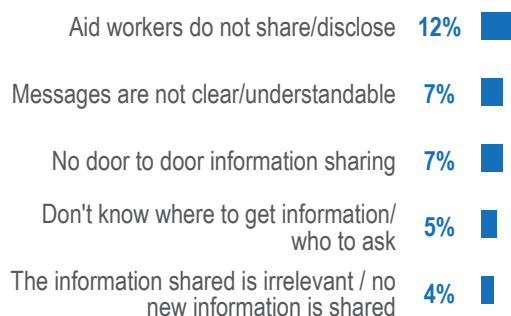 Aid workers do not share/disclose 12%
Messages are not clear/understandable 7%
No door to door information sharing 7%
Don't know where to get information/
who to ask 5%
The information shared is irrelevant / no
new information is shared 4%